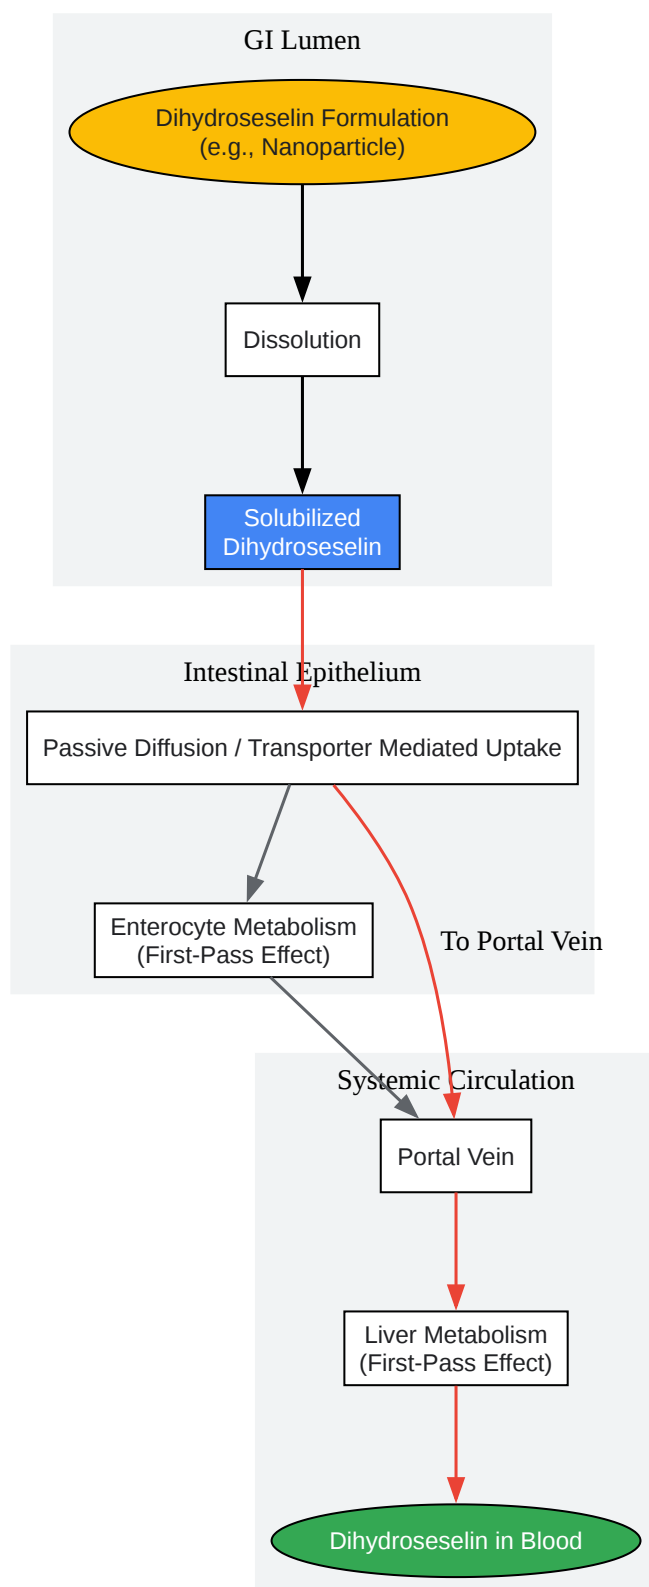 GI Lumen
Dihydroseselin Formulation
(e.g., Nanoparticle)
Dissolution
Solubilized
Dihydroseselin
Intestinal Epithelium
Passive Diffusion / Transporter Mediated Uptake
Enterocyte Metabolism
(First-Pass Effect)
To Portal Vein
Systemic Circulation
Portal Vein
Liver Metabolism
(First-Pass Effect)
Dihydroseselin in Blood